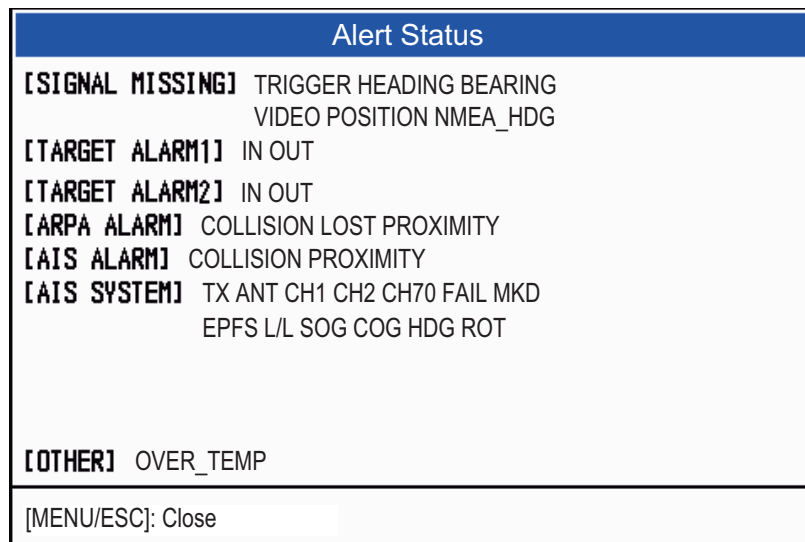 Alert Status
[SIGNAL MISSING] TRIGGER HEADING BEARING
VIDEO POSITION NMEA_HDG
[TARGET ALARM1] IN OUT
[TARGET ALARM2] IN OUT
[ARPA ALARM] COLLISION LOST PROXIMITY
[AIS ALARM] COLLISION PROXIMITY
[AIS SYSTEM] TX ANT CH1 CH2 CH70 FAIL MKD
EPFS L/L SOG COG HDG ROT
[OTHER] OVER_TEMP
[MENU/ESC]: Close